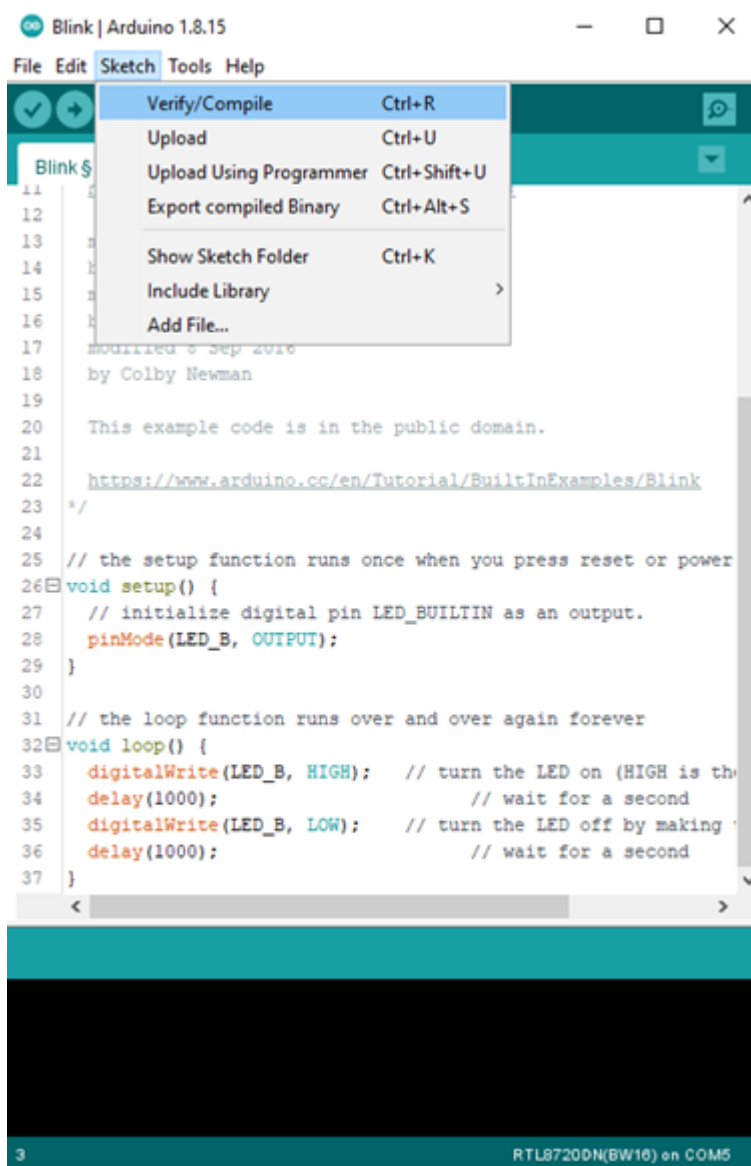 Blink | Arduino 1.8.15
File Edit Sketch Tools Help
Verify/Compile Ctrl+R
Upload Ctrl+U
Upload Using Programmer Ctrl+Shift+U
Export compiled Binary Ctrl+Alt+S
Show Sketch Folder Ctrl+K
Include Library
Add File...
Blink §
11
12
13
14
15
16
17 modified 8 Sep 2016
18 by Colby Newman
19
20 This example code is in the public domain.
21
22 https://www.arduino.cc/en/Tutorial/BuiltInExamples/Blink
23 */
24
25 // the setup function runs once when you press reset or power
26 void setup() {
27 // initialize digital pin LED_BUILTIN as an output.
28 pinMode(LED_B, OUTPUT);
29 }
30
31 // the loop function runs over and over again forever
32 void loop() {
33 digitalWrite(LED_B, HIGH); // turn the LED on (HIGH is the
34 delay(1000); // wait for a second
35 digitalWrite(LED_B, LOW); // turn the LED off by making
36 delay(1000); // wait for a second
37 }
3 RTL8720DN(BW16) on COM5